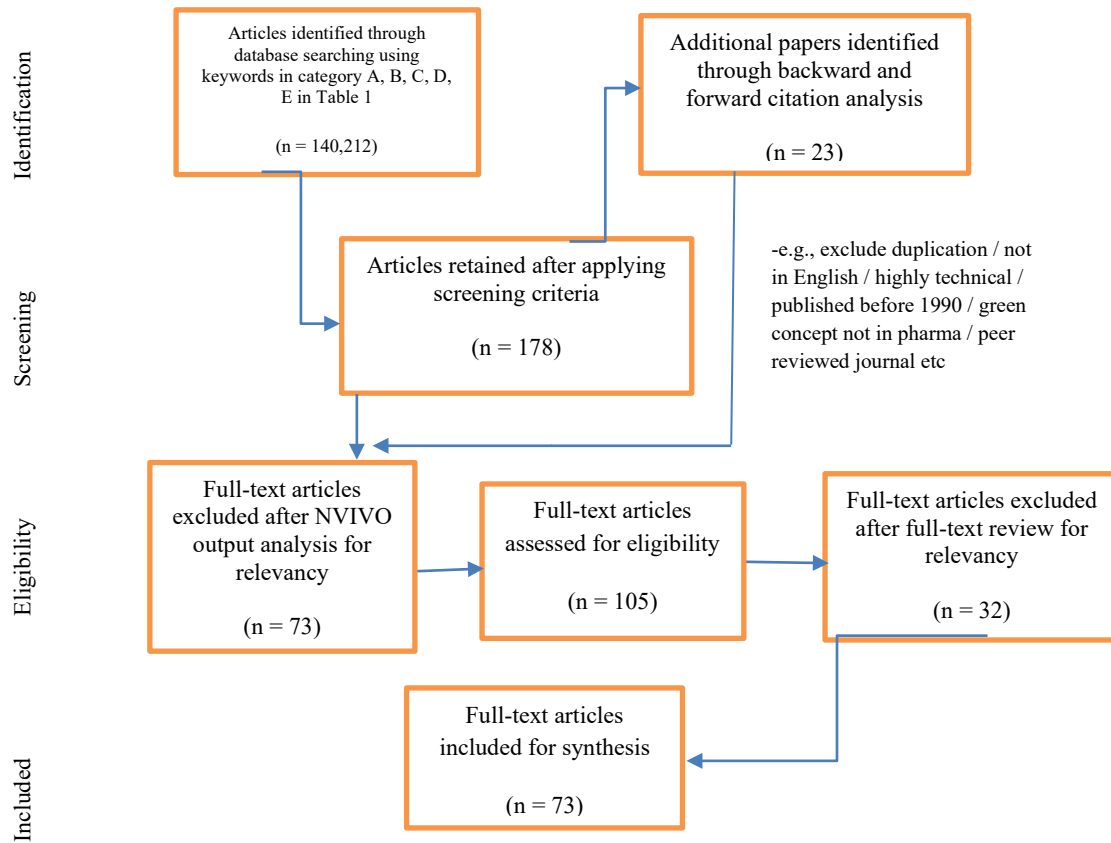 Identification
Articles identified through
database searching using
keywords in category A, B, C, D,
E in Table 1
(n = 140,212)
Additional papers identified
through backward and
forward citation analysis
(n = 23)
Screening
Articles retained after applying
screening criteria
(n = 178)
-e.g., exclude duplication / not
in English / highly technical /
published before 1990 / green
concept not in pharma / peer
reviewed journal etc
Eligibility
Full-text articles
excluded after NVIVO
output analysis for
relevancy
(n = 73)
Full-text articles
assessed for eligibility
(n = 105)
Full-text articles excluded
after full-text review for
relevancy
(n = 32)
Included
Full-text articles
included for synthesis
(n = 73)